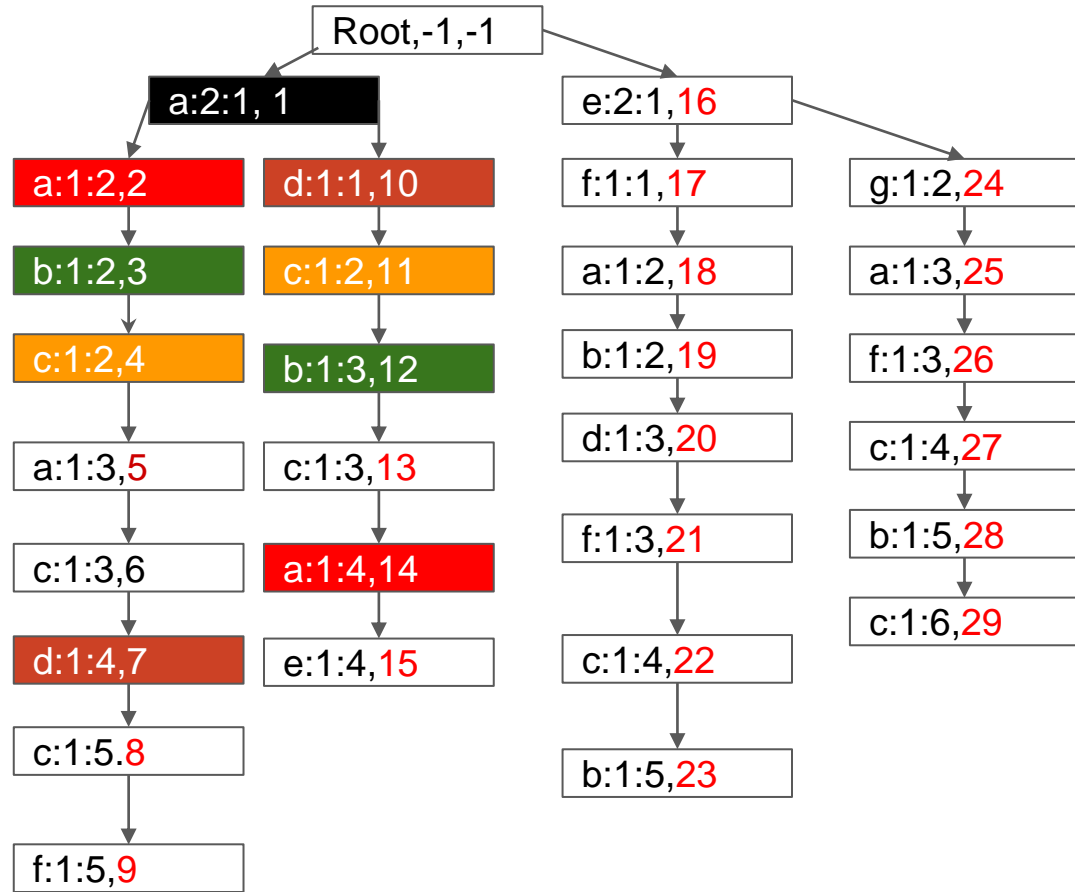 Root,-1,-1
a:2:1, 1
e:2:1,16
a:1:2,2
d:1:1,10
f:1:1,17
g:1:2,24
b:1:2,3
c:1:2,11
a:1:2,18
a:1:3,25
c:1:2,4
b:1:3,12
b:1:2,19
f:1:3,26
a:1:3,5
c:1:3,13
d:1:3,20
c:1:4,27
c:1:3,6
a:1:4,14
f:1:3,21
b:1:5,28
d:1:4,7
e:1:4,15
c:1:4,22
c:1:6,29
c:1:5.8
b:1:5,23
f:1:5,9